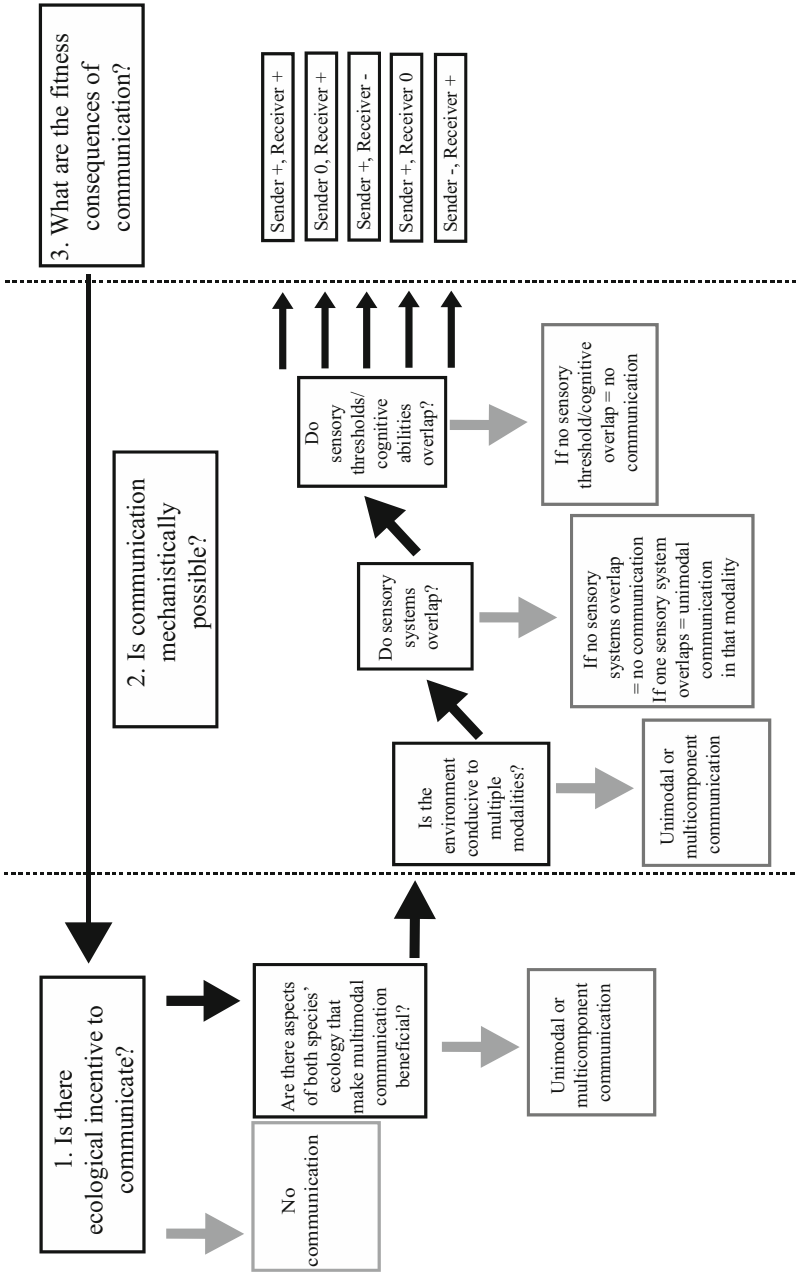 1. Is there
ecological incentive to
communicate?
No
communication
Are there aspects
of both species’
ecology that
make multimodal
communication
beneficial?
Unimodal or
multicomponent
communication
2. Is communication
mechanistically
possible?
Is the
environment
conducive to
multiple
modalities?
Unimodal or
multicomponent
communication
Do sensory
systems
overlap?
If no sensory
systems overlap
= no communication
If one sensory system
overlaps = unimodal
communication
in that modality
Do
sensory
thresholds/
cognitive
abilities
overlap?
If no sensory
threshold/cognitive
overlap = no
communication
3. What are the fitness
consequences of
communication?
Sender +, Receiver +
Sender 0, Receiver +
Sender +, Receiver -
Sender +, Receiver 0
Sender -, Receiver +